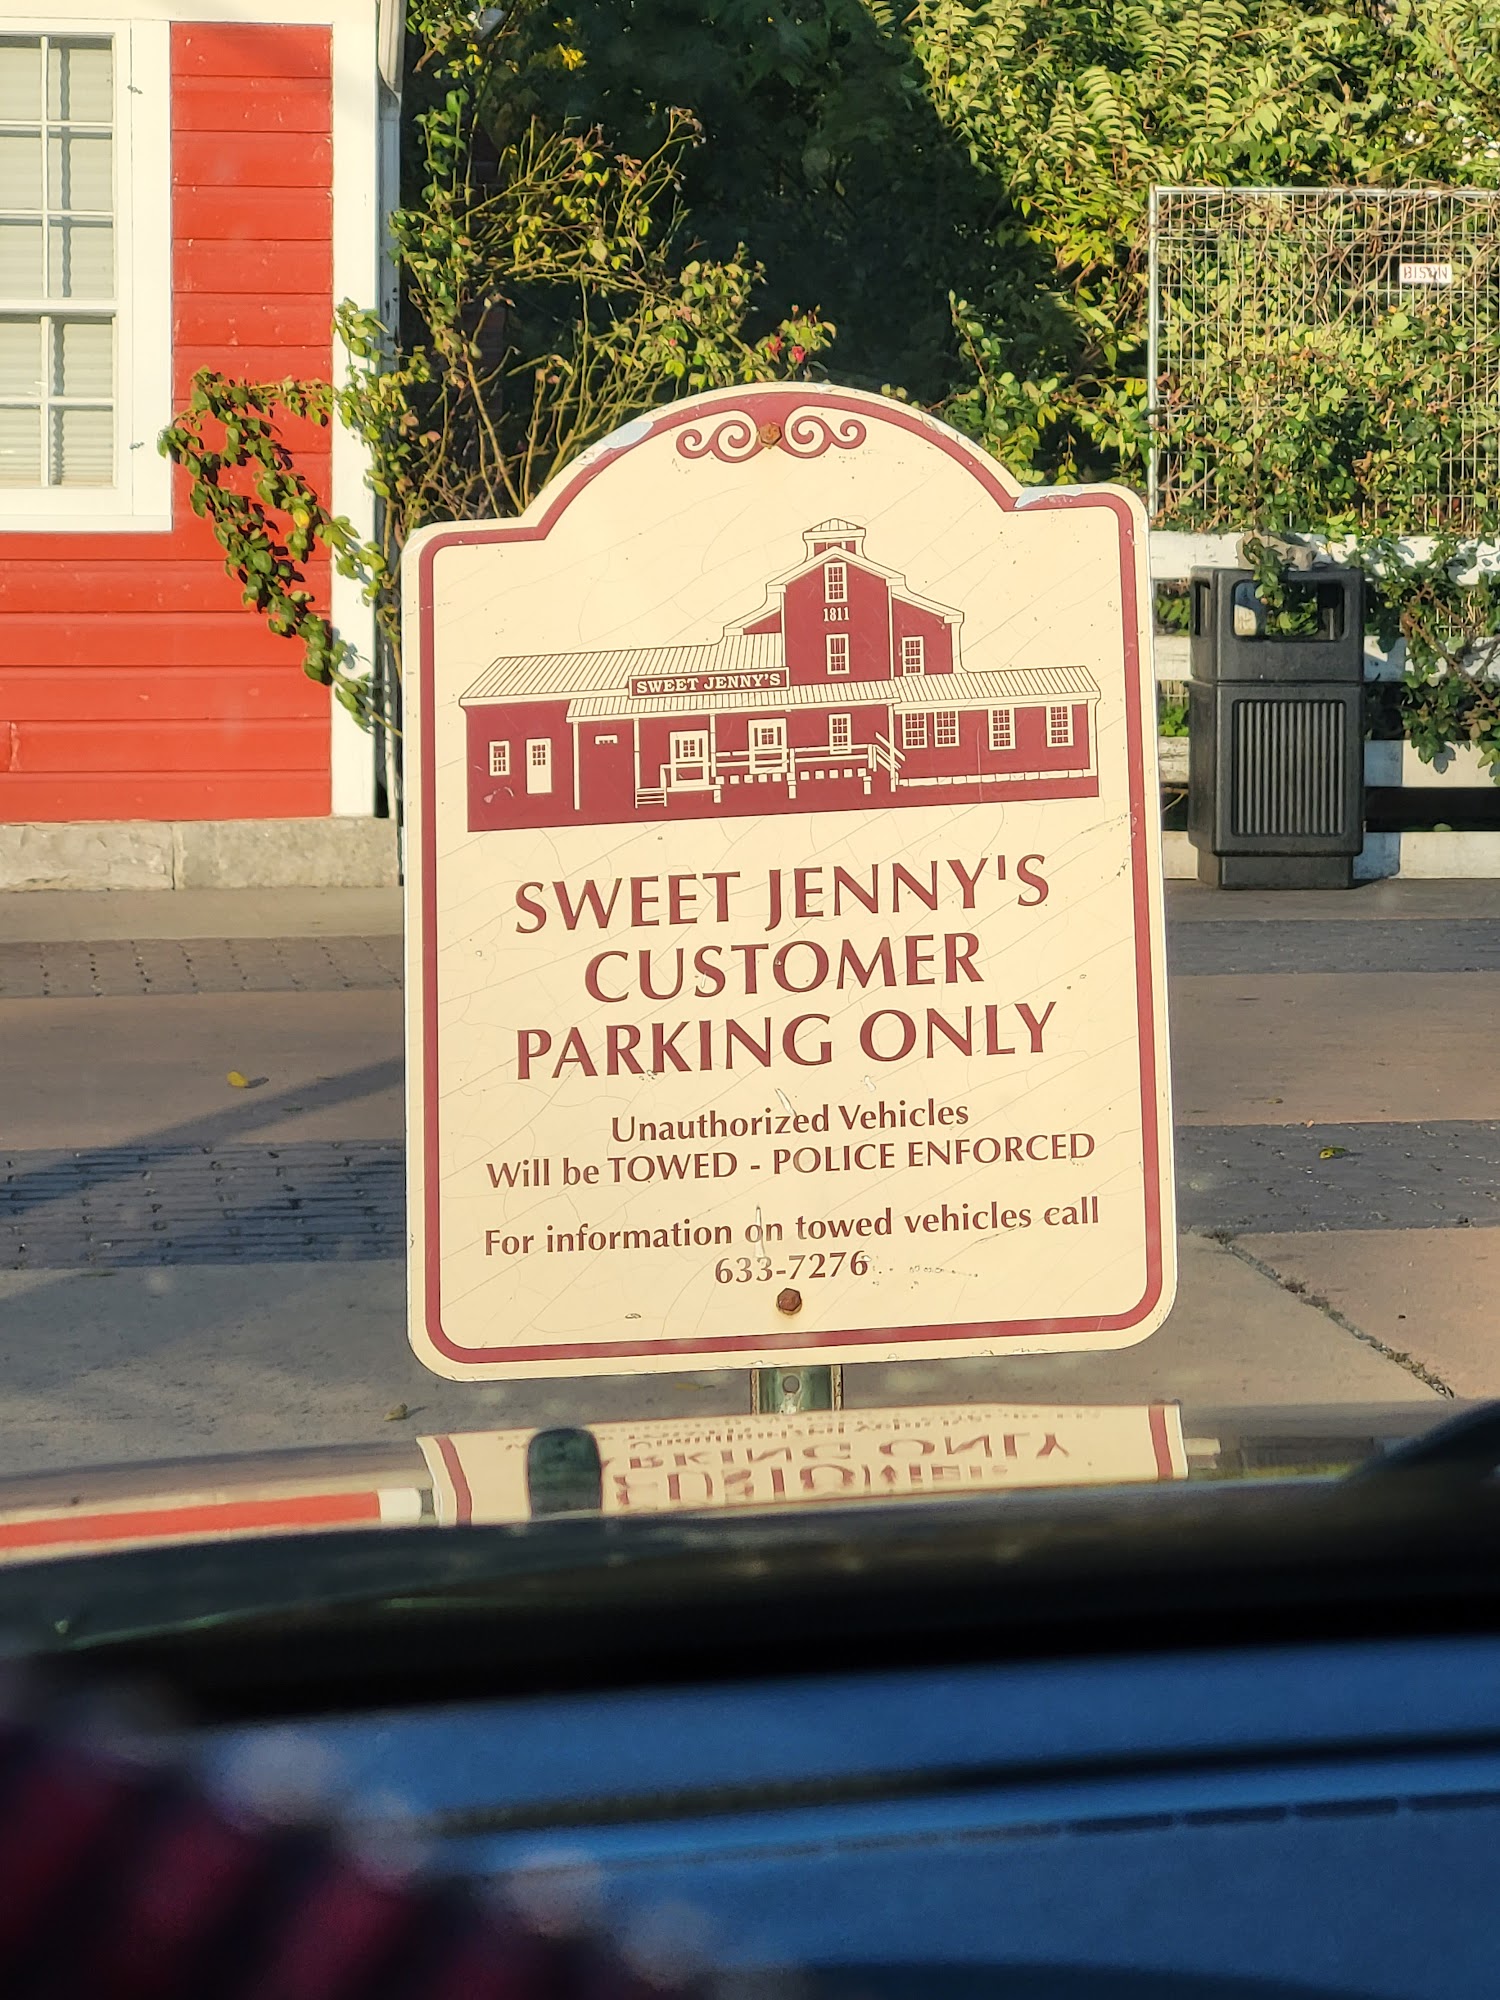 BISON
1811
SWEET JENNY'S
SWEET JENNY'S
CUSTOMER
PARKING ONLY
Unauthorized Vehicles
Will be TOWED - POLICE ENFORCED
For information on towed vehicles call
633-7276